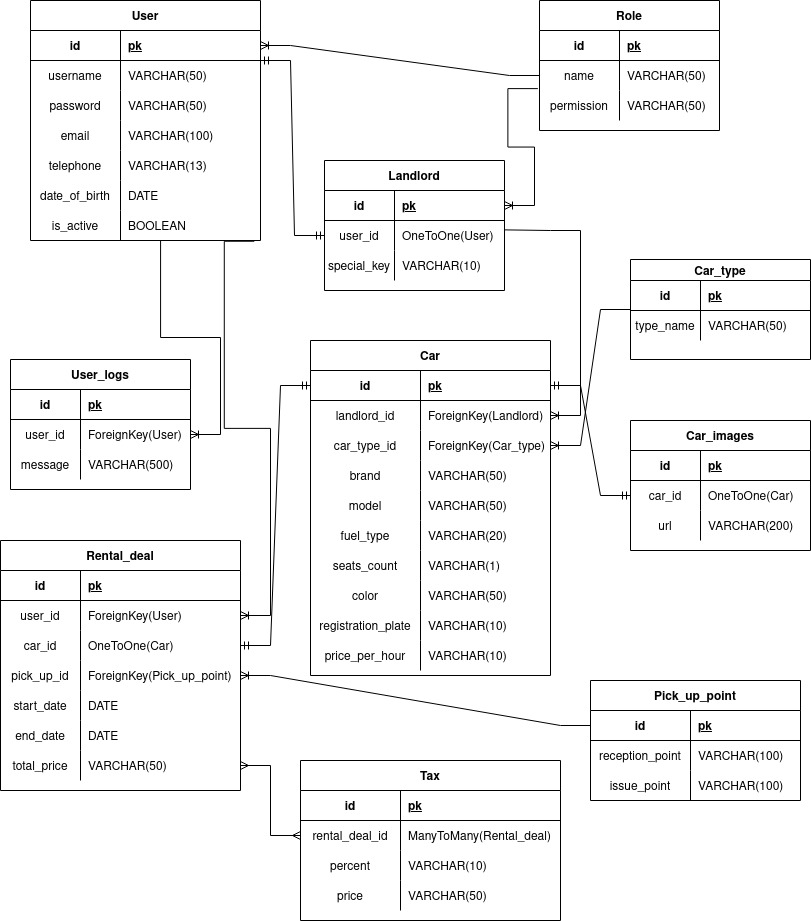 User
id pk
username VARCHAR(50)
password VARCHAR(50)
email VARCHAR(100)
telephone VARCHAR(13)
date_of_birth DATE
is_active BOOLEAN
Role
id pk
name VARCHAR(50)
permission VARCHAR(50)
Landlord
id pk
user_id OneToOne(User)
special_key VARCHAR(10)
Car_type
id pk
type_name VARCHAR(50)
User_logs
id pk
user_id ForeignKey(User)
message VARCHAR(500)
Car
id pk
landlord_id ForeignKey(Landlord)
car_type_id ForeignKey(Car_type)
brand VARCHAR(50)
model VARCHAR(50)
fuel_type VARCHAR(20)
seats_count VARCHAR(1)
color VARCHAR(50)
registration_plate VARCHAR(10)
price_per_hour VARCHAR(10)
Car_images
id pk
car_id OneToOne(Car)
url VARCHAR(200)
Rental_deal
id pk
user_id ForeignKey(User)
car_id OneToOne(Car)
pick_up_id ForeignKey(Pick_up_point)
start_date DATE
end_date DATE
total_price VARCHAR(50)
Pick_up_point
id pk
reception_point VARCHAR(100)
issue_point VARCHAR(100)
Tax
id pk
rental_deal_id ManyToMany(Rental_deal)
percent VARCHAR(10)
price VARCHAR(50)